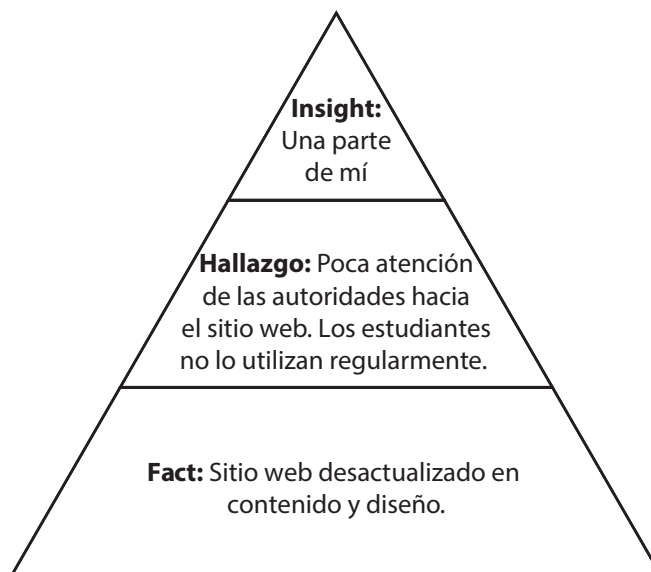 Insight:
Una parte
de mí
Hallazgo: Poca atención
de las autoridades hacia
el sitio web. Los estudiantes
no lo utilizan regularmente.
Fact: Sitio web desactualizado en
contenido y diseño.